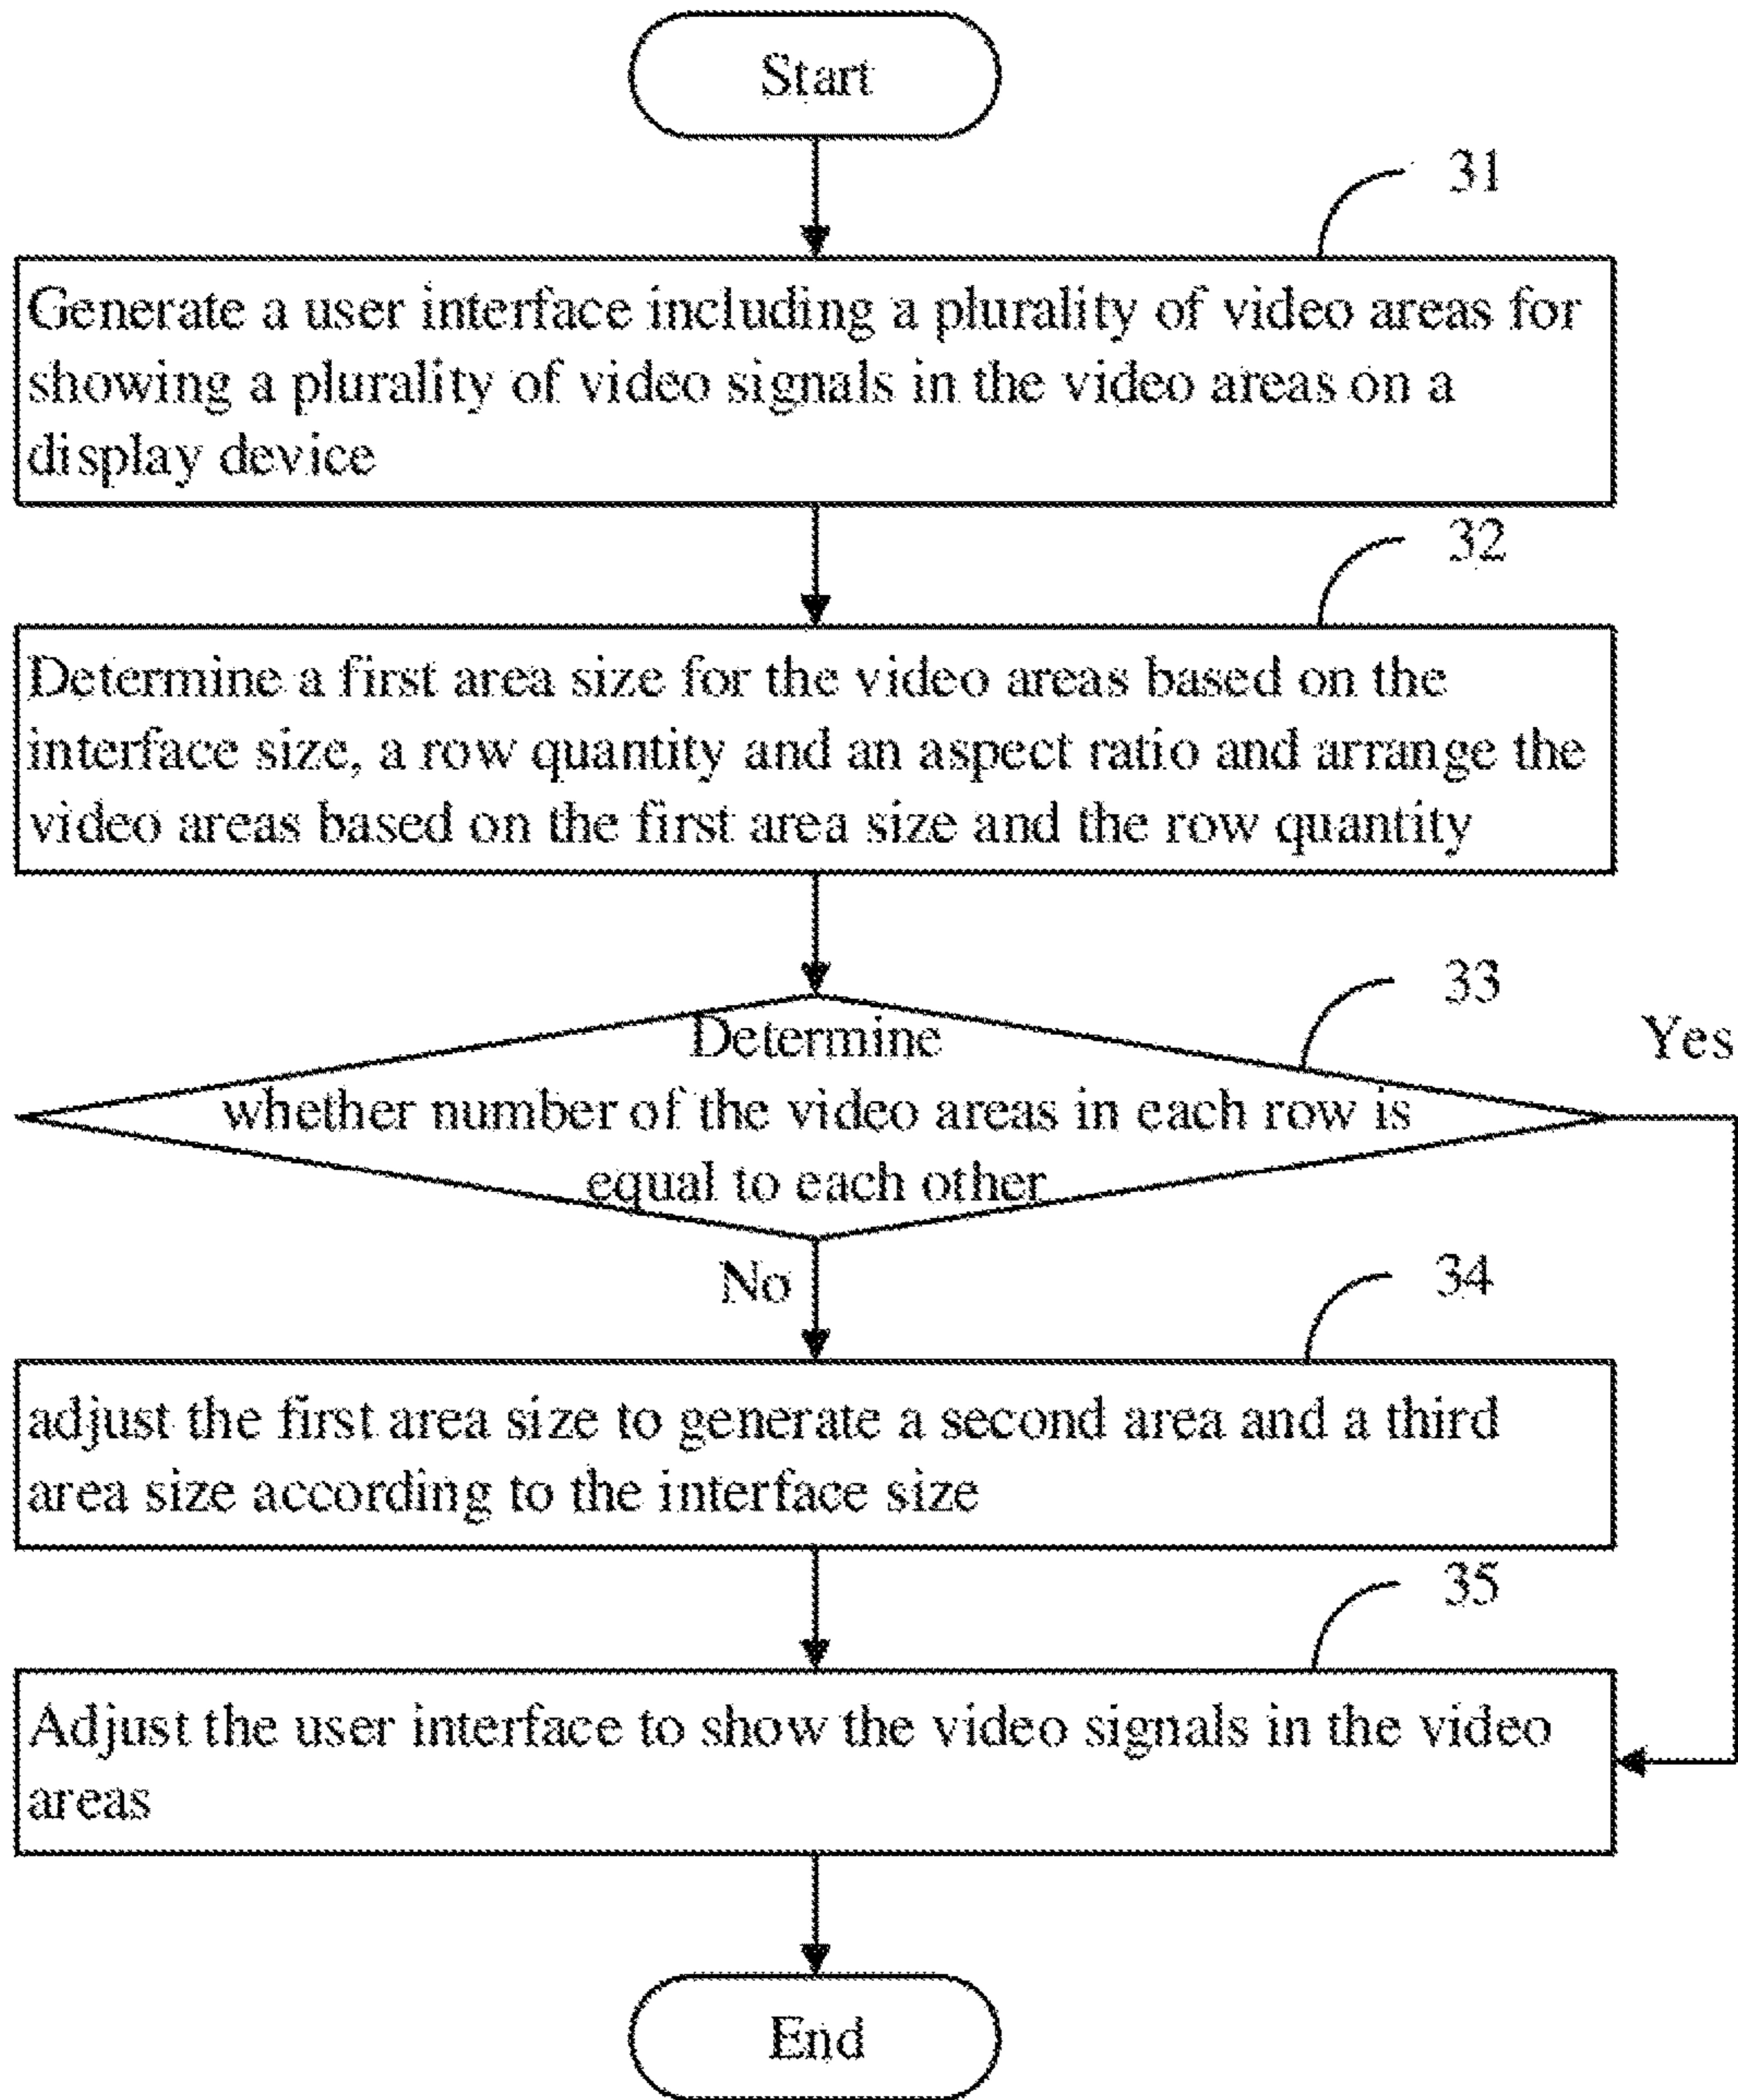 Start
31
Generate a user interface including a plurality of video areas for
showing a plurality of video signals in the video areas on a
display device
32
Determine a first area size for the video areas based on the
interface size, a row quantity and an aspect ratio and arrange the
video areas based on the first area size and the row quantity
33
Yes
Determine
whether number of the video areas in each row is
equal to each other
No
34
adjust the first area size to generate a second area and a third
area size according to the interface size
35
Adjust the user interface to show the video signals in the video
areas
End